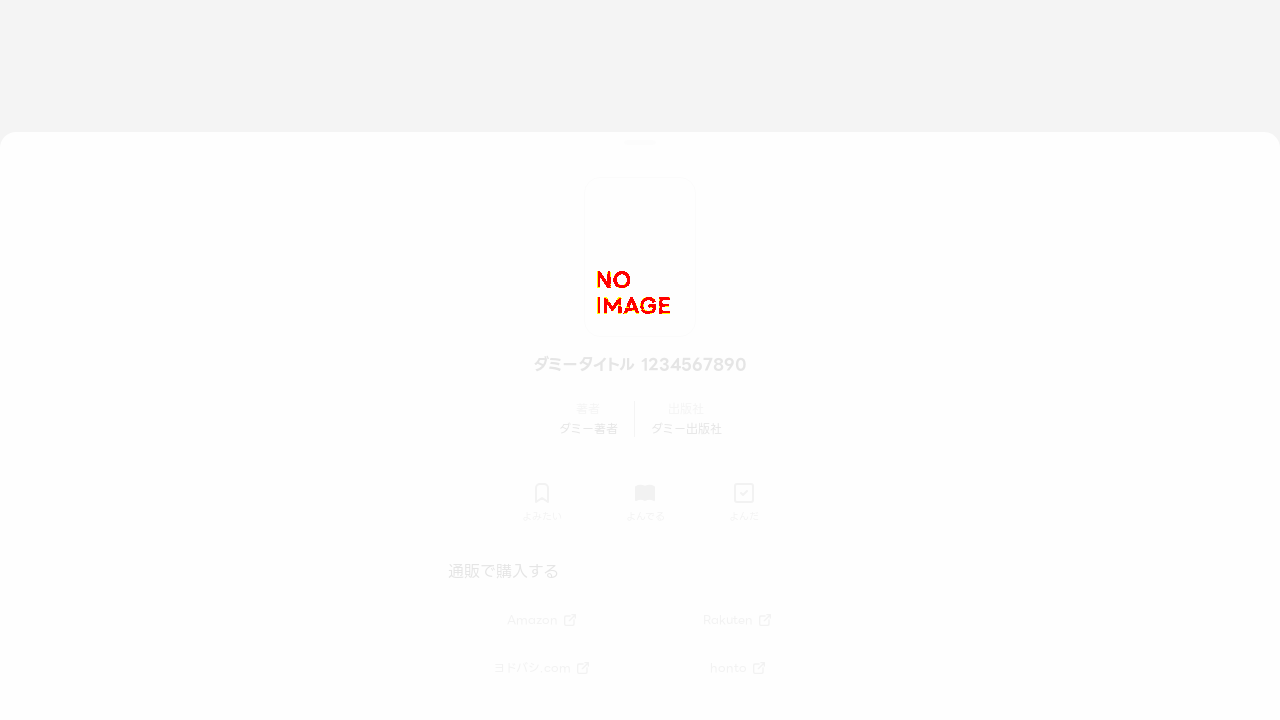 NO
IMAGE
ダミータイトル 1234567890
著者
出版社
ダミー著者
ダミー出版社
よみたい
よんでる
よんだ
通販で購入する
Amazon
Rakuten
ヨドバシ.com
honto